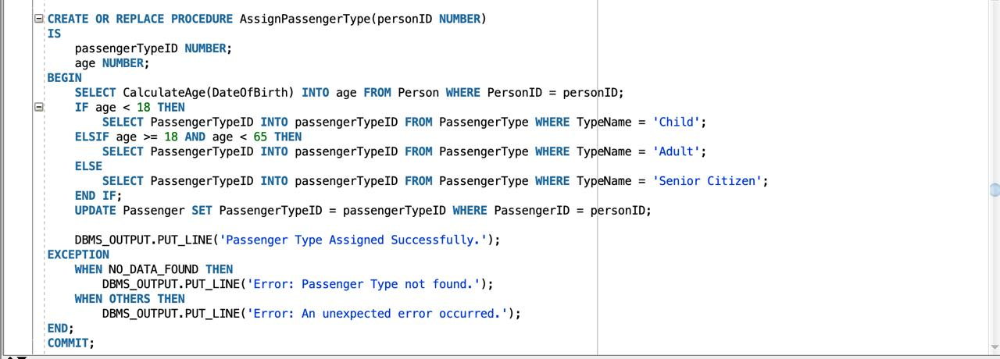 CREATE OR REPLACE PROCEDURE AssignPassengerType(personID NUMBER)
IS
    passengerTypeID NUMBER;
    age NUMBER;
BEGIN
    SELECT CalculateAge(DateOfBirth) INTO age FROM Person WHERE PersonID = personID;
    IF age < 18 THEN
        SELECT PassengerTypeID INTO passengerTypeID FROM PassengerType WHERE TypeName = 'Child';
    ELSIF age >= 18 AND age < 65 THEN
        SELECT PassengerTypeID INTO passengerTypeID FROM PassengerType WHERE TypeName = 'Adult';
    ELSE
        SELECT PassengerTypeID INTO passengerTypeID FROM PassengerType WHERE TypeName = 'Senior Citizen';
    END IF;
    UPDATE Passenger SET PassengerTypeID = passengerTypeID WHERE PassengerID = personID;

    DBMS_OUTPUT.PUT_LINE('Passenger Type Assigned Successfully.');
EXCEPTION
    WHEN NO_DATA_FOUND THEN
        DBMS_OUTPUT.PUT_LINE('Error: Passenger Type not found.');
    WHEN OTHERS THEN
        DBMS_OUTPUT.PUT_LINE('Error: An unexpected error occurred.');
END;
COMMIT;